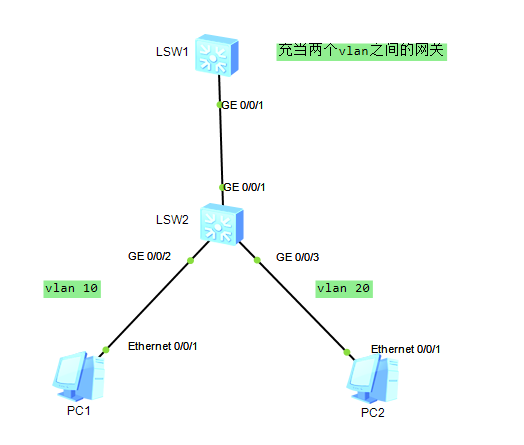 LSW1
充当两个vlan之间的网关
GE 0/0/1
GE 0/0/1
LSW2
GE 0/0/2
GE 0/0/3
vlan 10
vlan 20
Ethernet 0/0/1
Ethernet 0/0/1
PC1
PC2